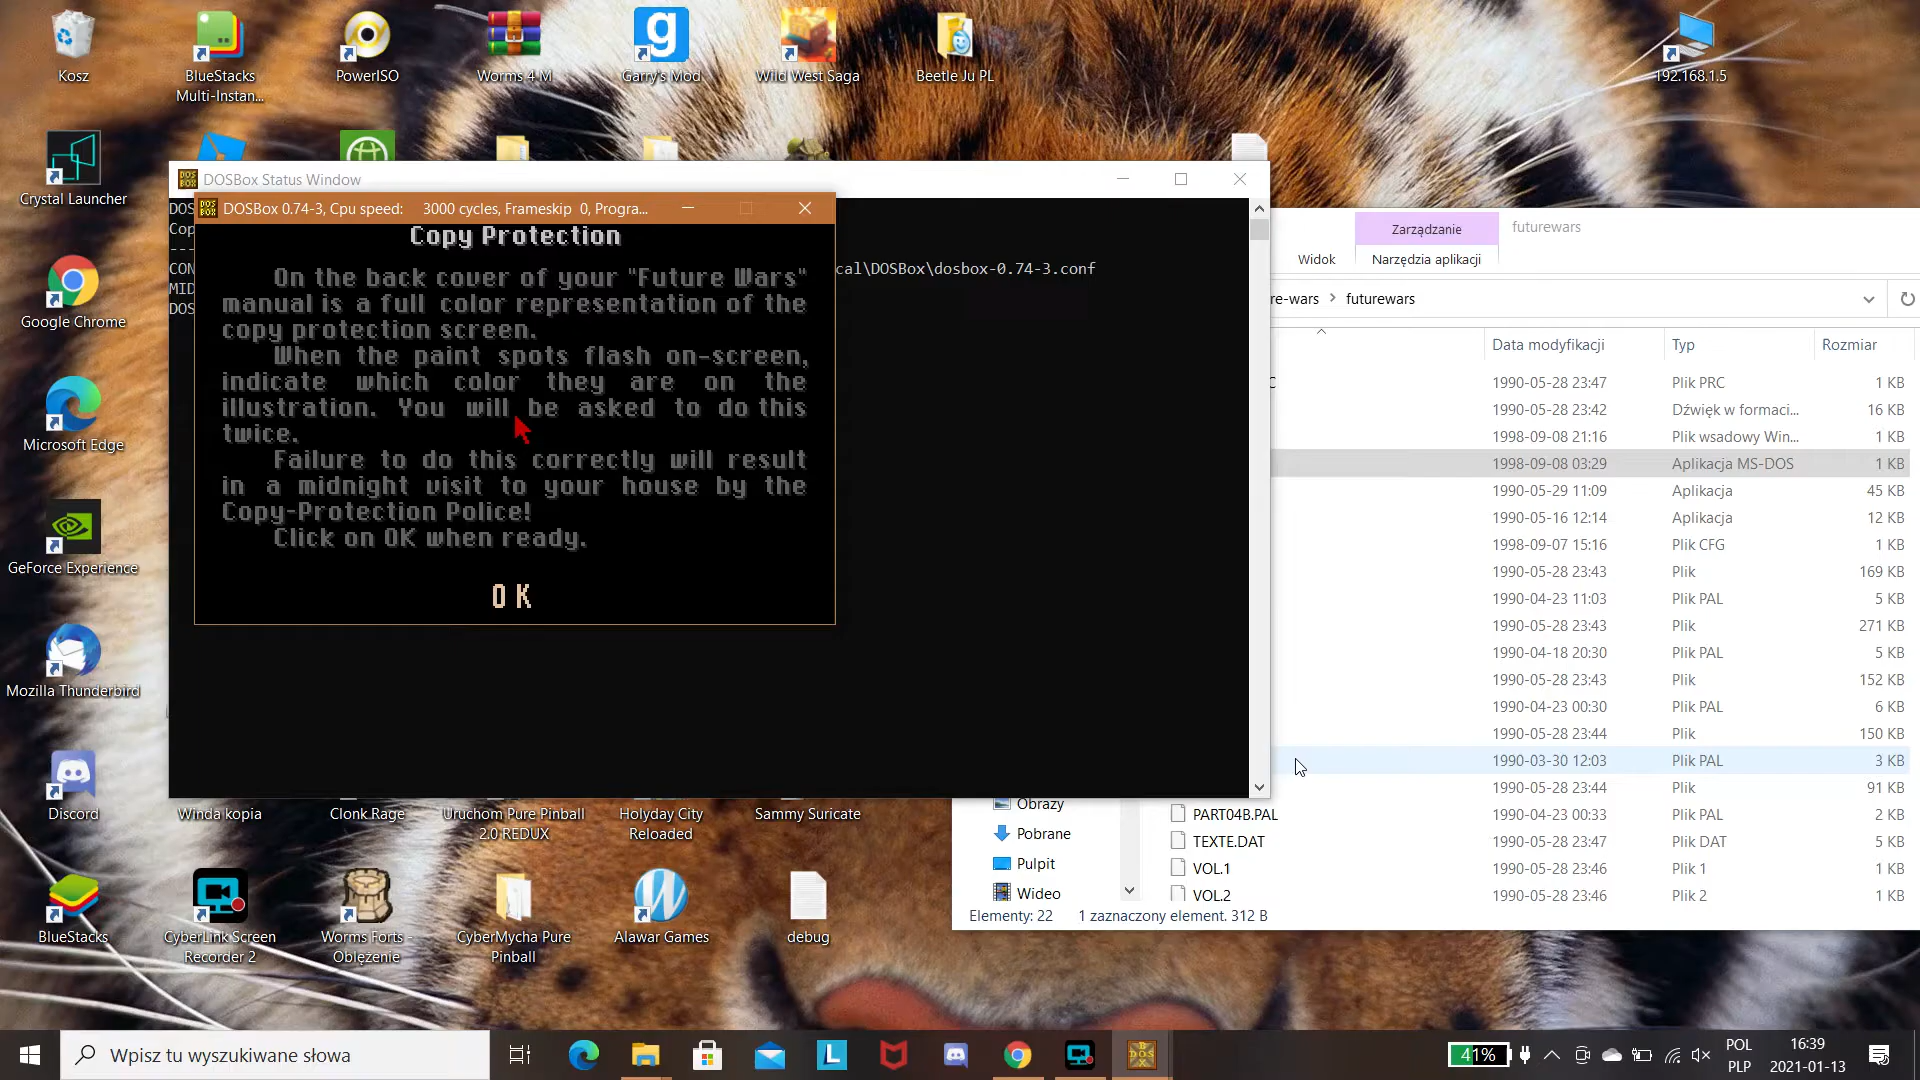 Kosz
BlueStacks
Multi-Instan...
PowerISO
Worms 4 M
Garry's Mod
Wild West Saga
Beetle Ju PL
192.168.1.5
Crystal Launcher
Google Chrome
Microsoft Edge
GeForce Experience
Mozilla Thunderbird
Discord
BlueStacks
DOSBox Status Window
DOS
Cop
---
CON
MID
DOS
cal\DOSBox\dosbox-0.74-3.conf
DOSBox 0.74-3, Cpu speed: 3000 cycles, Frameskip 0, Progra...
Copy Protection
On the back cover of your "Future Wars"
manual is a full color representation of the
copy protection screen.
When the paint spots flash on-screen,
indicate which color they are on the
illustration. You will be asked to do this
twice.
Failure to do this correctly will result
in a midnight visit to your house by the
Copy-Protection Police!
Click on OK when ready.
OK
Zarządzanie
futurewars
Widok
Narzędzia aplikacji
re-wars > futurewars
Data modyfikacji Typ Rozmiar
C 1990-05-28 23:47 Plik PRC 1 KB
1990-05-28 23:42 Dźwięk w formaci... 16 KB
1998-09-08 21:16 Plik wsadowy Win... 1 KB
1998-09-08 03:29 Aplikacja MS-DOS 1 KB
1990-05-29 11:09 Aplikacja 45 KB
1990-05-16 12:14 Aplikacja 12 KB
1998-09-07 15:16 Plik CFG 1 KB
1990-05-28 23:43 Plik 169 KB
1990-04-23 11:03 Plik PAL 5 KB
1990-05-28 23:43 Plik 271 KB
1990-04-18 20:30 Plik PAL 5 KB
1990-05-28 23:43 Plik 152 KB
1990-04-23 00:30 Plik PAL 6 KB
1990-05-28 23:44 Plik 150 KB
1990-03-30 12:03 Plik PAL 3 KB
1990-05-28 23:44 Plik 91 KB
PART04B.PAL 1990-04-23 00:33 Plik PAL 2 KB
TEXTE.DAT 1990-05-28 23:47 Plik DAT 5 KB
VOL.1 1990-05-28 23:46 Plik 1 1 KB
VOL.2 1990-05-28 23:46 Plik 2 1 KB
Obrazy
Pobrane
Pulpit
Wideo
Elementy: 22 1 zaznaczony element. 312 B
Winda kopia
Clonk Rage
Uruchom Pure Pinball
2.0 REDUX
Holyday City
Reloaded
Sammy Suricate
CyberLink Screen
Recorder 2
Worms Forts -
Oblężenie
CyberMycha Pure
Pinball
Alawar Games
debug
Wpisz tu wyszukiwane słowa
41%
POL
PLP
16:39
2021-01-13